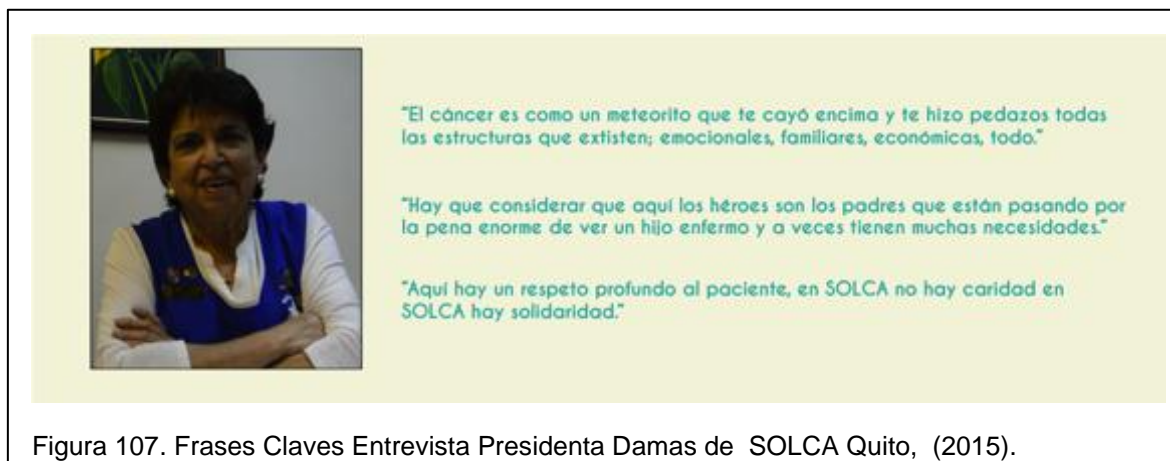 "El cáncer es como un meteorito que te cayó encima y te hizo pedazos todas
las estructuras que extisten; emocionales, familiares, económicas, todo."
"Hay que considerar que aquí los héroes son los padres que están pasando por
la pena enorme de ver un hijo enfermo y a veces tienen muchas necesidades."
"Aquí hay un respeto profundo al paciente, en SOLCA no hay caridad en
SOLCA hay solidaridad."
Figura 107. Frases Claves Entrevista Presidenta Damas de  SOLCA Quito,  (2015).